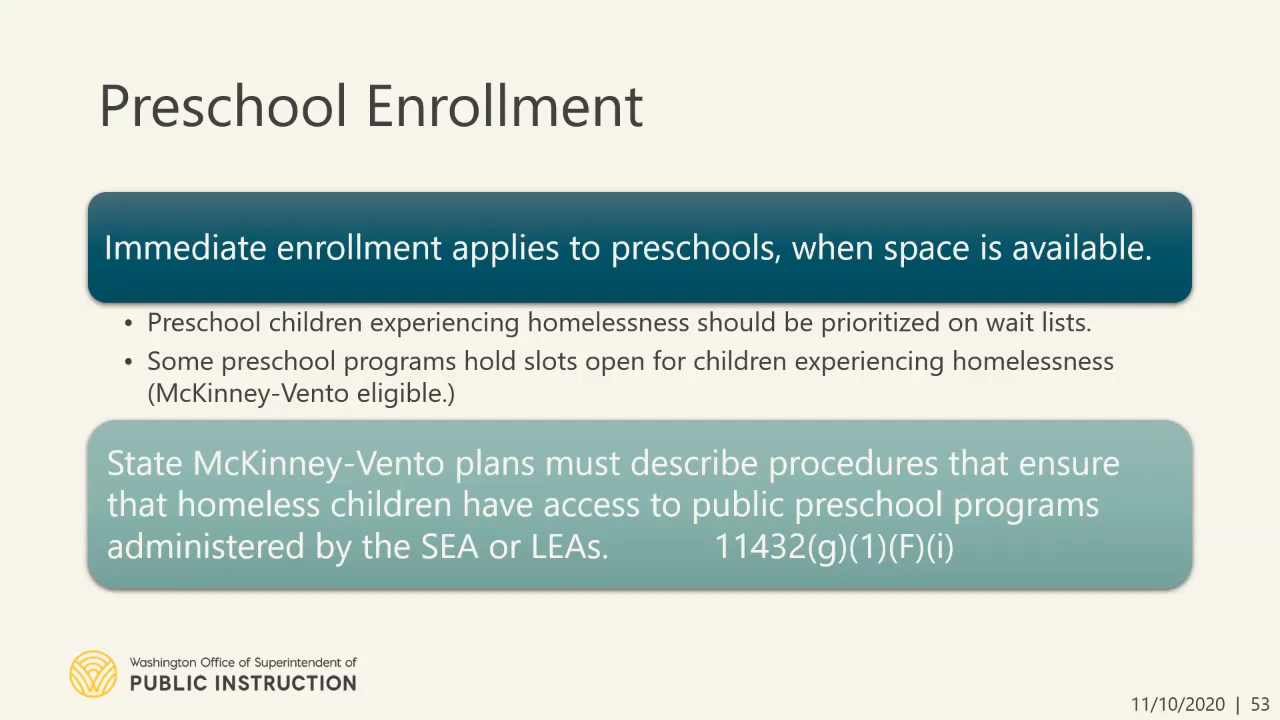 Preschool Enrollment
Immediate enrollment applies to preschools, when space is available.
• Preschool children experiencing homelessness should be prioritized on wait lists.
• Some preschool programs hold slots open for children experiencing homelessness
(McKinney-Vento eligible.)
State McKinney-Vento plans must describe procedures that ensure
that homeless children have access to public preschool programs
administered by the SEA or LEAs. 11432(g)(1)(F)(i)
Washington Office of Superintendent of
PUBLIC INSTRUCTION
11/10/2020 | 53